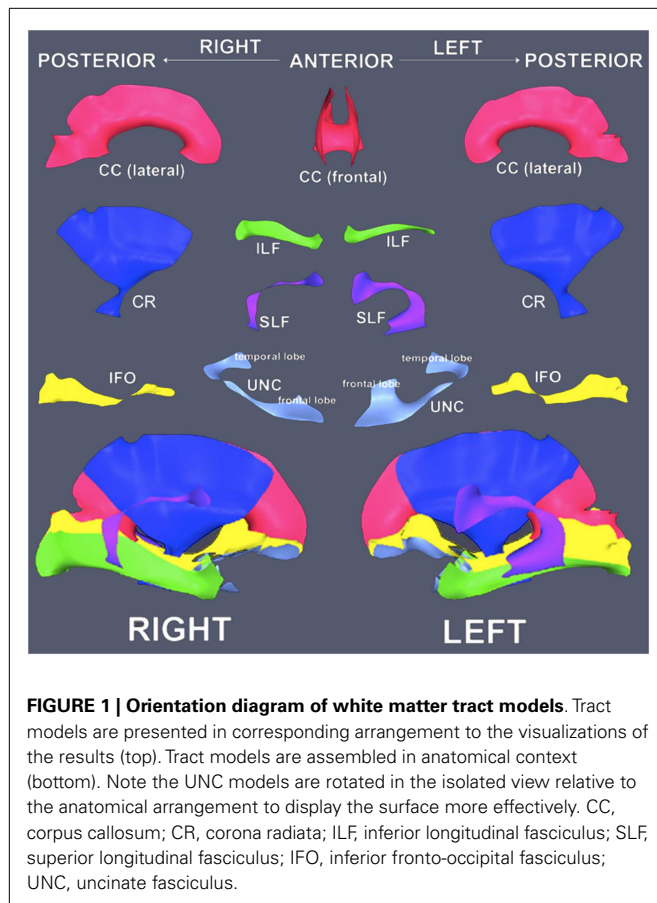 RIGHT LEFT
POSTERIOR ANTERIOR POSTERIOR
CC (lateral) CC (frontal) CC (lateral)
ILF ILF
CR SLF SLF CR
temporal lobe temporal lobe
IFO UNC frontal lobe IFO
frontal lobe UNC
RIGHT LEFT
FIGURE 1 | Orientation diagram of white matter tract models. Tract
models are presented in corresponding arrangement to the visualizations of
the results (top). Tract models are assembled in anatomical context
(bottom). Note the UNC models are rotated in the isolated view relative to
the anatomical arrangement to display the surface more effectively. CC,
corpus callosum; CR, corona radiata; ILF, inferior longitudinal fasciculus; SLF,
superior longitudinal fasciculus; IFO, inferior fronto-occipital fasciculus;
UNC, uncinate fasciculus.